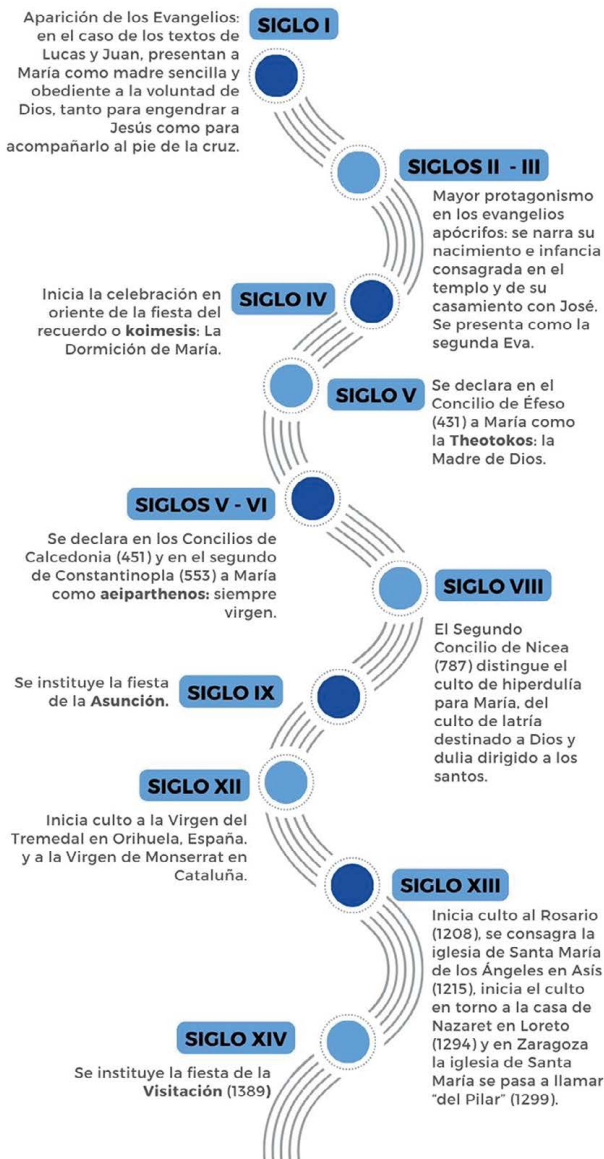 SIGLO I
Aparición de los Evangelios:
en el caso de los textos de
Lucas y Juan, presentan a
María como madre sencilla y
obediente a la voluntad de
Dios, tanto para engendrar a
Jesús como para
acompañarlo al pie de la cruz.
SIGLOS II - III
Mayor protagonismo
en los evangelios
apócrifos: se narra su
nacimiento e infancia
consagrada en el
templo y de su
casamiento con José.
Se presenta como la
segunda Eva.
SIGLO IV
Inicia la celebración en
oriente de la fiesta del
recuerdo o koimesis: La
Dormición de María.
SIGLO V
Se declara en el
Concilio de Éfeso
(431) a María como
la Theotokos: la
Madre de Dios.
SIGLOS V - VI
Se declara en los Concilios de
Calcedonia (451) y en el segundo
de Constantinopla (553) a María
como aeiparthenos: siempre
virgen.
SIGLO VIII
El Segundo
Concilio de Nicea
(787) distingue el
culto de hiperdulía
para María, del
culto de latría
destinado a Dios y
dulia dirigido a los
santos.
SIGLO IX
Se instituye la fiesta
de la Asunción.
SIGLO XII
Inicia culto a la Virgen del
Tremedal en Orihuela, España.
y a la Virgen de Monserrat en
Cataluña.
SIGLO XIII
Inicia culto al Rosario
(1208), se consagra la
iglesia de Santa María
de los Ángeles en Asís
(1215), inicia el culto
en torno a la casa de
Nazaret en Loreto
(1294) y en Zaragoza
la iglesia de Santa
María se pasa a llamar
"del Pilar" (1299).
SIGLO XIV
Se instituye la fiesta de la
Visitación (1389)